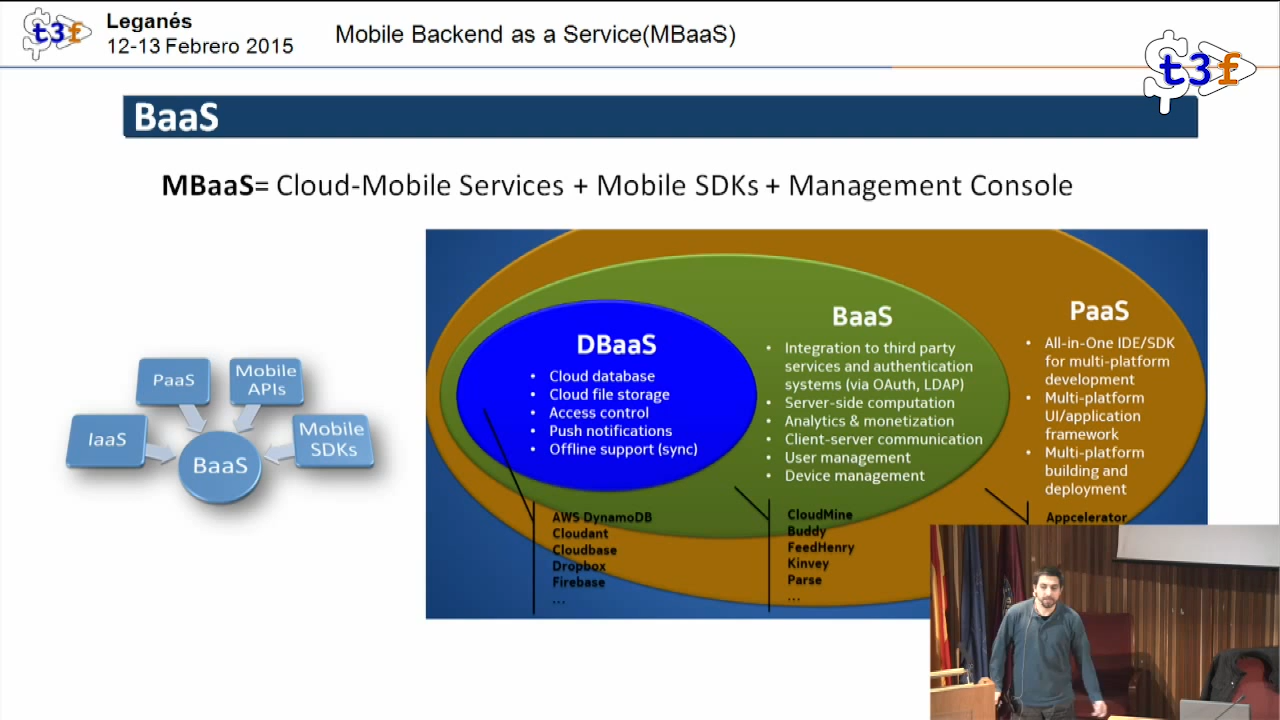 t3f
Leganés
12-13 Febrero 2015
Mobile Backend as a Service(MBaaS)
t3f
BaaS
MBaaS= Cloud-Mobile Services + Mobile SDKs + Management Console
PaaS
Mobile
APIs
IaaS
Mobile
SDKs
BaaS
DBaaS
• Cloud database
• Cloud file storage
• Access control
• Push notifications
• Offline support (sync)
AWS DynamoDB
Cloudant
Cloudbase
Dropbox
Firebase
...
BaaS
• Integration to third party
services and authentication
systems (via OAuth, LDAP)
• Server-side computation
• Analytics & monetization
• Client-server communication
• User management
• Device management
CloudMine
Buddy
FeedHenry
Kinvey
Parse
...
PaaS
• All-in-One IDE/SDK
for multi-platform
development
• Multi-platform
UI/application
framework
• Multi-platform
building and
deployment
Appcelerator